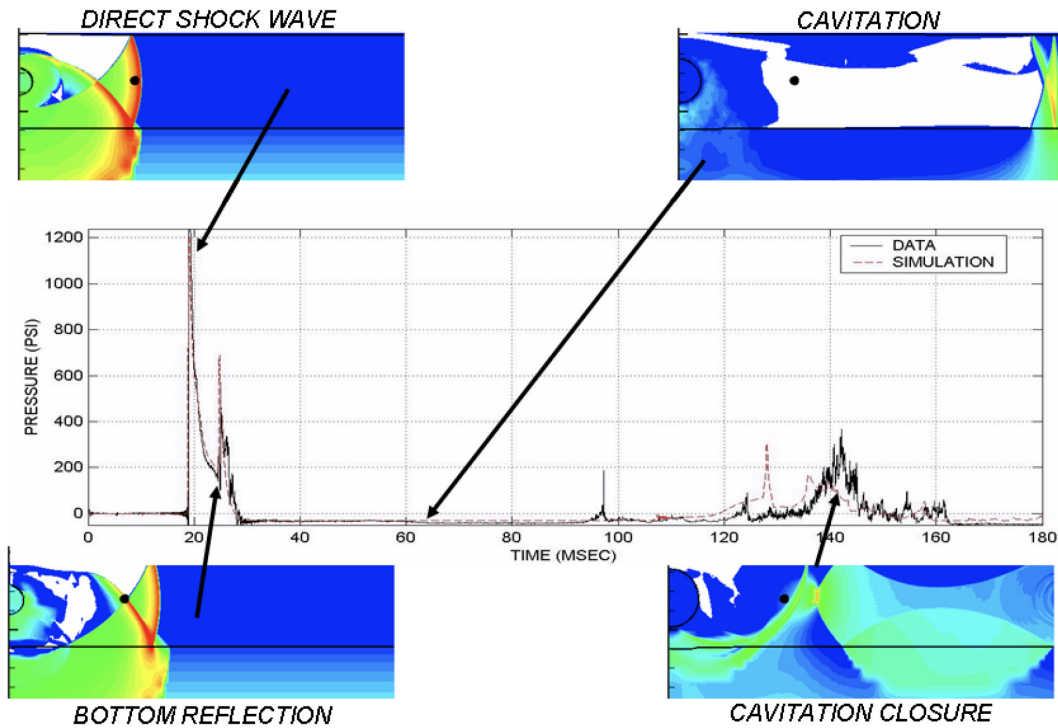 DIRECT SHOCK WAVE
CAVITATION
1200
1000
800
600
400
200
0
PRESSURE (PSI)
DATA
SIMULATION
0 20 40 60 80 100 120 140 160 180
TIME (MSEC)
BOTTOM REFLECTION
CAVITATION CLOSURE